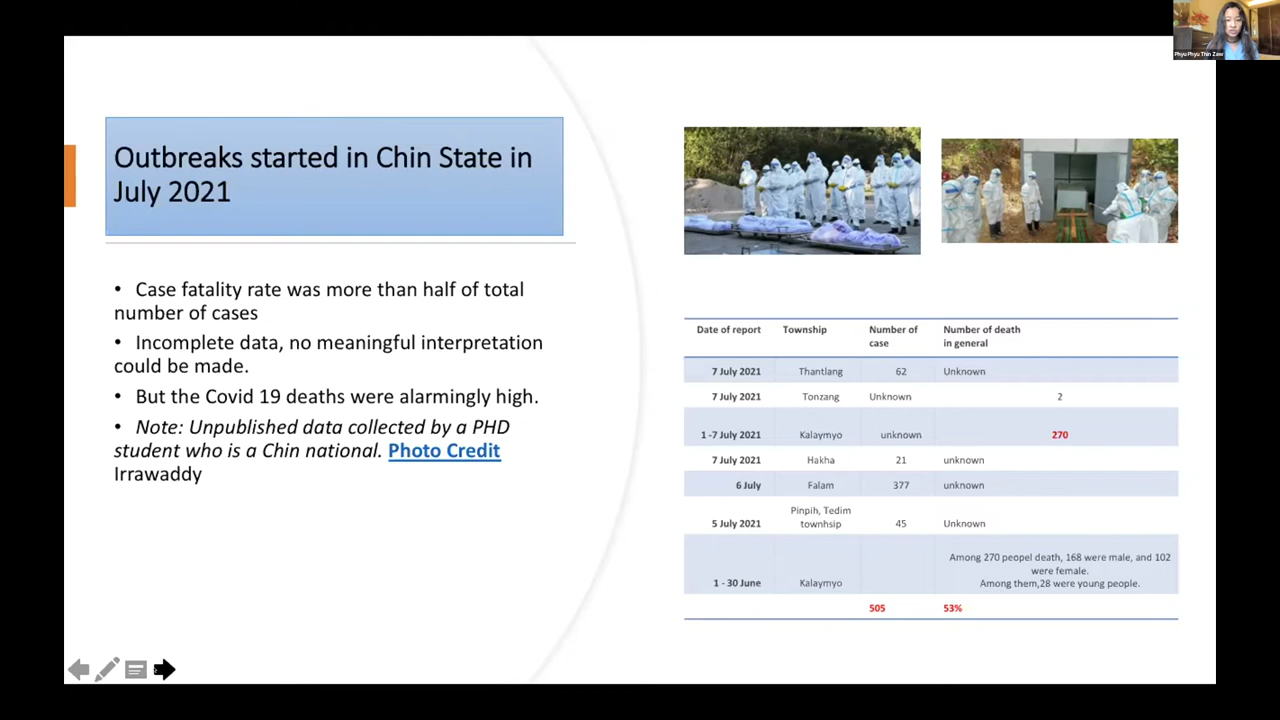 Phyu Phyu Thin Zaw
Outbreaks started in Chin State in
July 2021
• Case fatality rate was more than half of total
number of cases
• Incomplete data, no meaningful interpretation
could be made.
• But the Covid 19 deaths were alarmingly high.
• Note: Unpublished data collected by a PHD
student who is a Chin national. Photo Credit
Irrawaddy
Date of report Township Number of case Number of death in general
7 July 2021 Thantlang 62 Unknown
7 July 2021 Tonzang Unknown 2
1 -7 July 2021 Kalaymyo unknown 270
7 July 2021 Hakha 21 unknown
6 July Falam 377 unknown
5 July 2021 Pinpih, Tedim townhsip 45 Unknown
1 - 30 June Kalaymyo Among 270 peopel death, 168 were male, and 102 were female. Among them,28 were young people.
505 53%